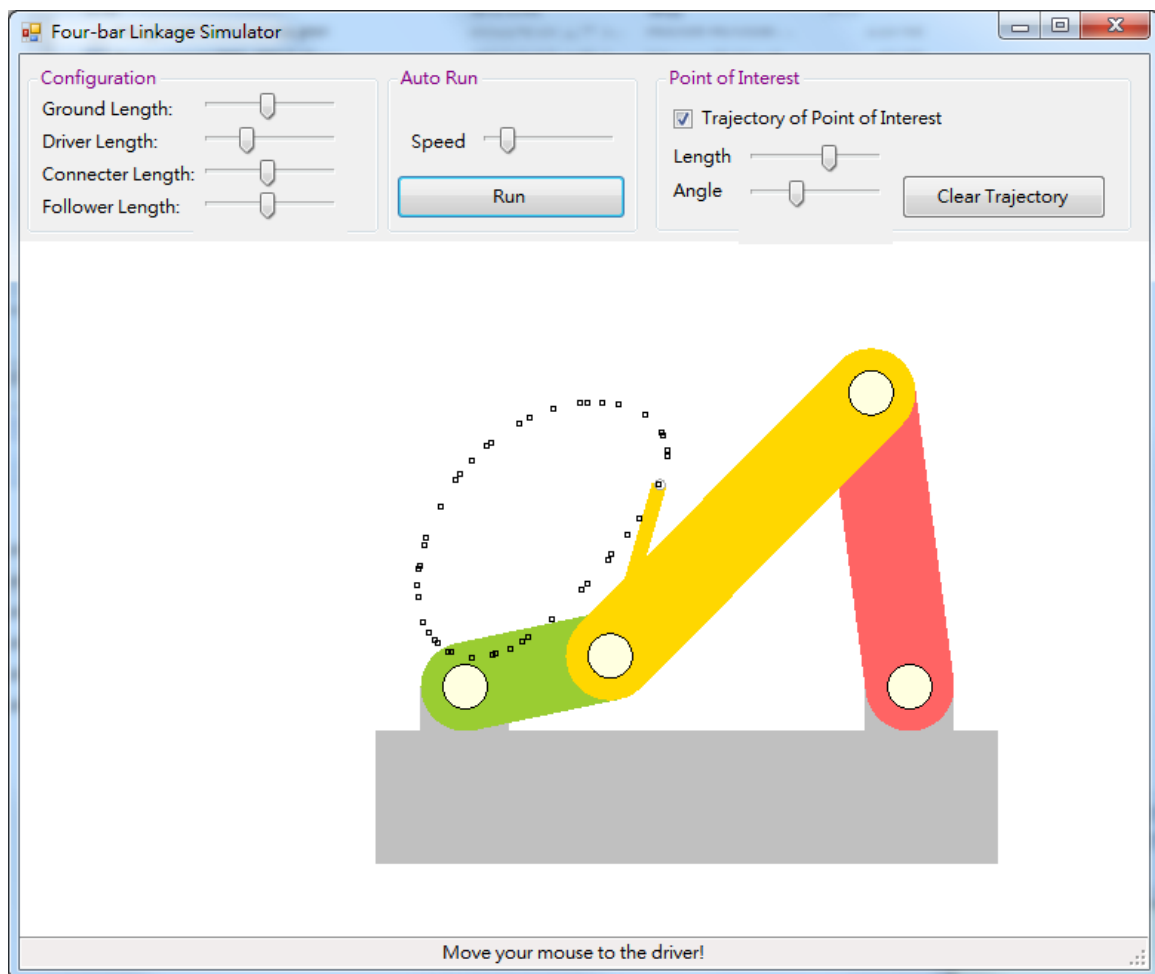 Four-bar Linkage Simulator
Configuration
Ground Length:
Driver Length:
Connecter Length:
Follower Length:
Auto Run
Speed
Run
Point of Interest
Trajectory of Point of Interest
Length
Angle
Clear Trajectory
Move your mouse to the driver!